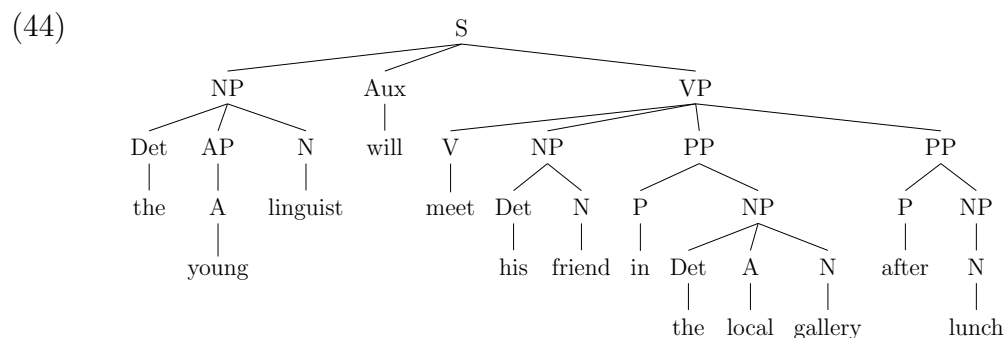 (44)
S
NP Aux VP
Det AP N will V NP PP PP
the A linguist meet Det N P NP P NP
young his friend in Det A N after N
the local gallery lunch